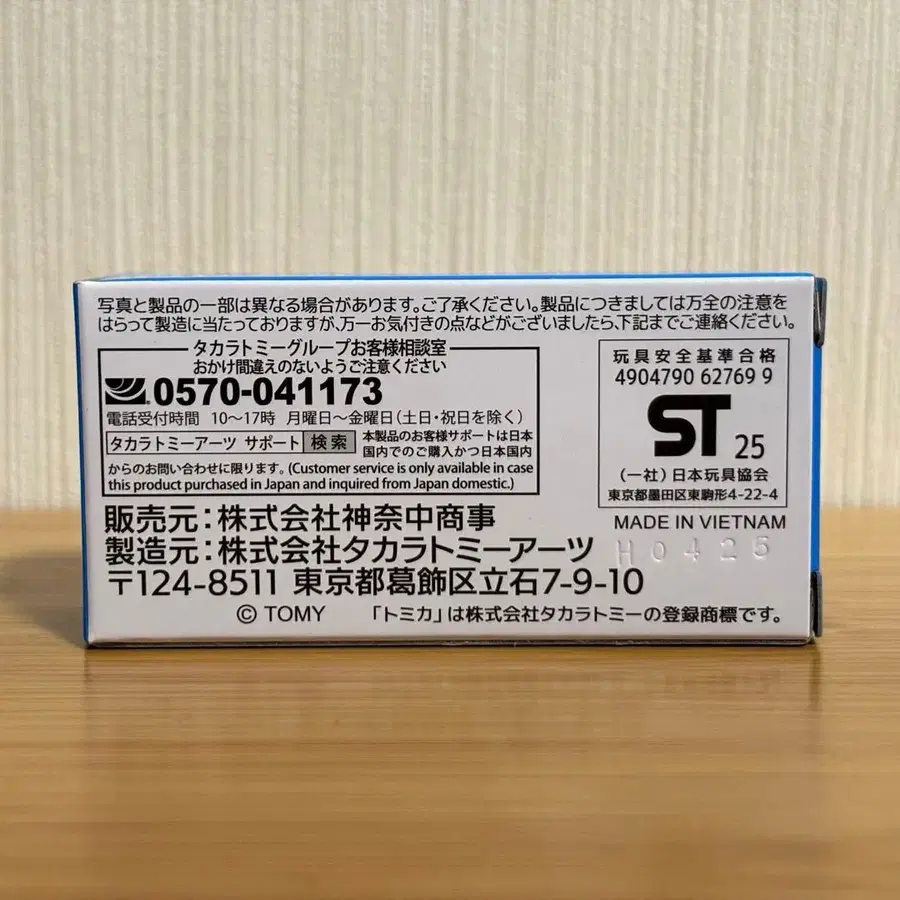 写真と製品の一部は異なる場合があります。ご了承ください。製品につきましては万全の注意を
はらって製造に当たっておりますが、万一お気付きの点などがございましたら、下記までご連絡ください。
タカラトミーグループお客様相談室
おかけ間違えのないようご注意ください
0570-041173
電話受付時間 10〜17時 月曜日〜金曜日(土日・祝日を除く)
タカラトミーアーツ サポート 検索 本製品のお客様サポートは日本
国内でのご購入かつ日本国内
からのお問い合わせに限ります。(Customer service is only available in case
this product purchased in Japan and inquired from Japan domestic.)
販売元:株式会社神奈中商事
製造元:株式会社タカラトミーアーツ
〒124-8511 東京都葛飾区立石7-9-10
© TOMY 「トミカ」は株式会社タカラトミーの登録商標です。
玩具安全基準合格
4904790 62769 9
ST 25
(一社)日本玩具協会
東京都墨田区東駒形4-22-4
MADE IN VIETNAM
H0425